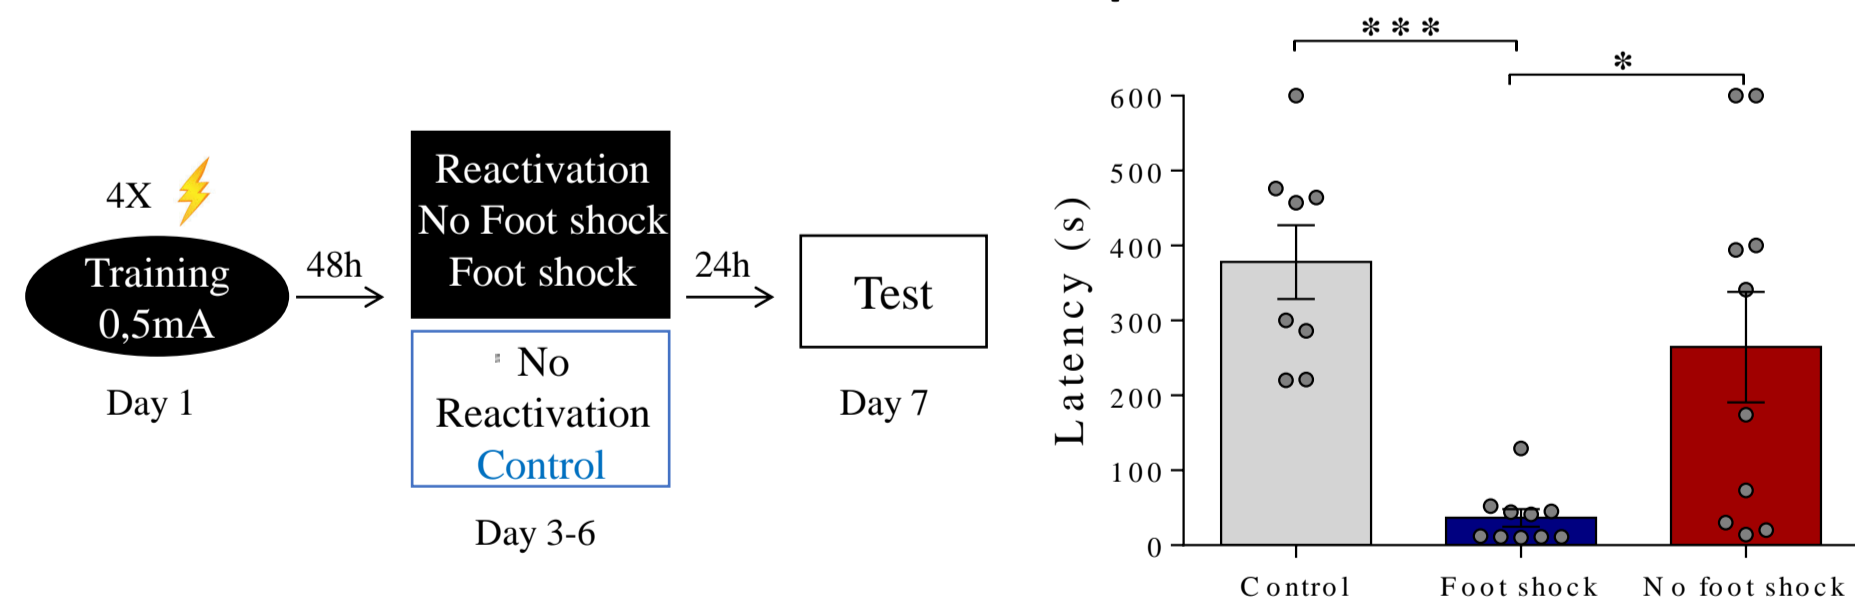 4X
Training
0,5mA
Day 1
48h
Reactivation
No Foot shock
Foot shock
No
Reactivation
Control
Day 3-6
24h
Test
Day 7
***
*
Latency (s)
600
500
400
300
200
100
0
Control
Foot shock
No foot shock